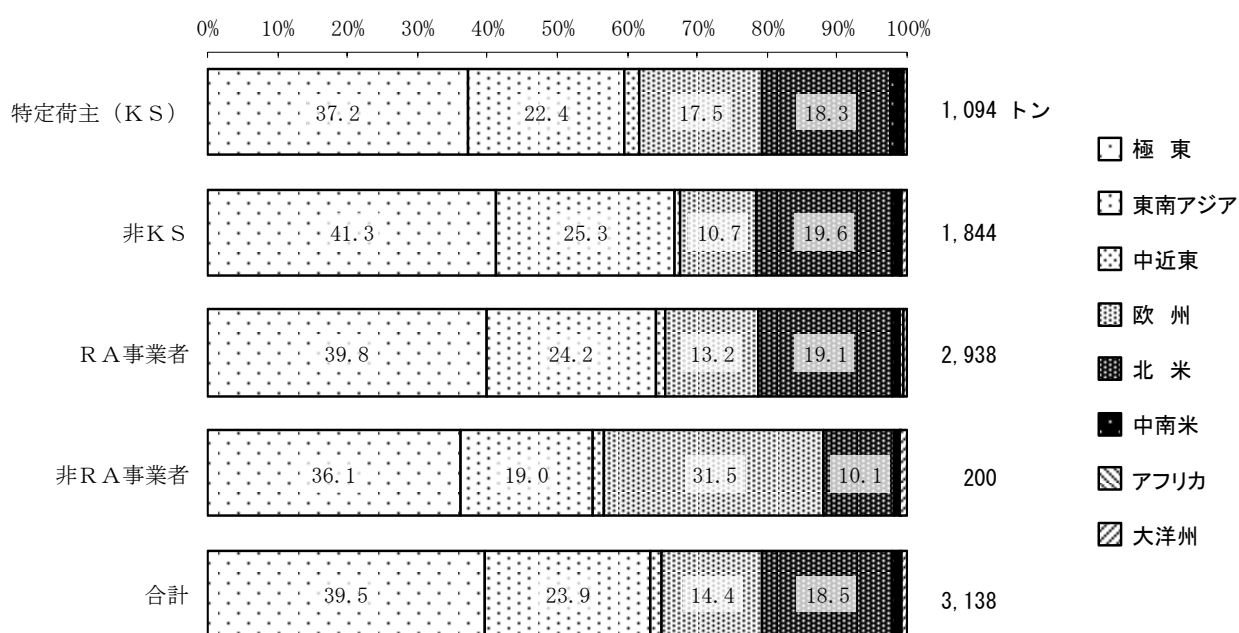 0% 10% 20% 30% 40% 50% 60% 70% 80% 90% 100%
特定荷主（ＫＳ） 37.2 22.4 17.5 18.3 1,094 トン
非ＫＳ 41.3 25.3 10.7 19.6 1,844
ＲＡ事業者 39.8 24.2 13.2 19.1 2,938
非ＲＡ事業者 36.1 19.0 31.5 10.1 200
合計 39.5 23.9 14.4 18.5 3,138
極 東
東南アジア
中近東
欧 州
北 米
中南米
アフリカ
大洋州